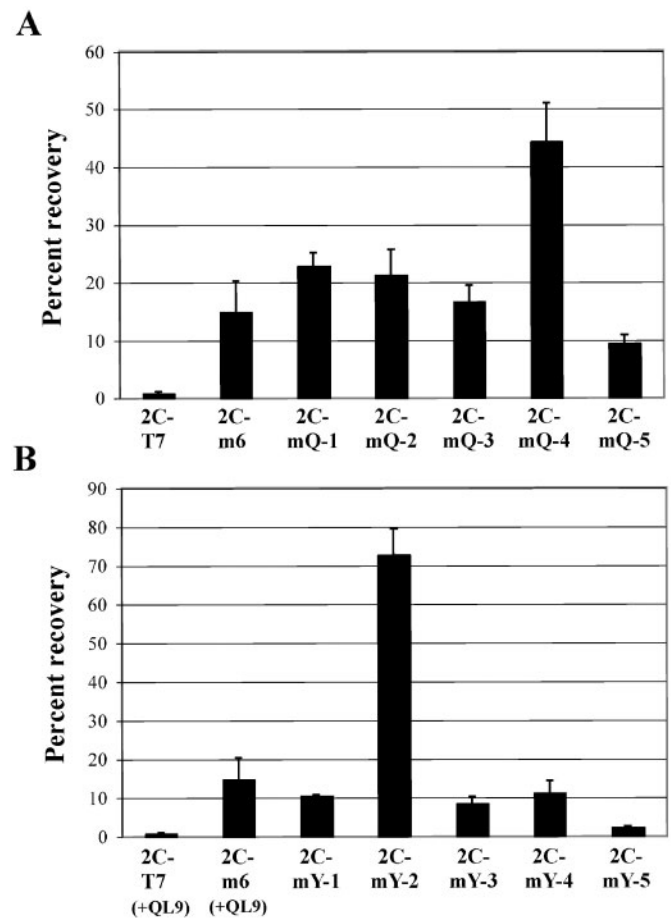 A
Percent recovery
60
50
40
30
20
10
0
2C- 2C- 2C- 2C- 2C- 2C- 2C-
T7 m6 mQ-1 mQ-2 mQ-3 mQ-4 mQ-5
B
Percent recovery
90
80
70
60
50
40
30
20
10
0
2C- 2C- 2C- 2C- 2C- 2C- 2C-
T7 m6 mY-1 mY-2 mY-3 mY-4 mY-5
(+QL9) (+QL9)